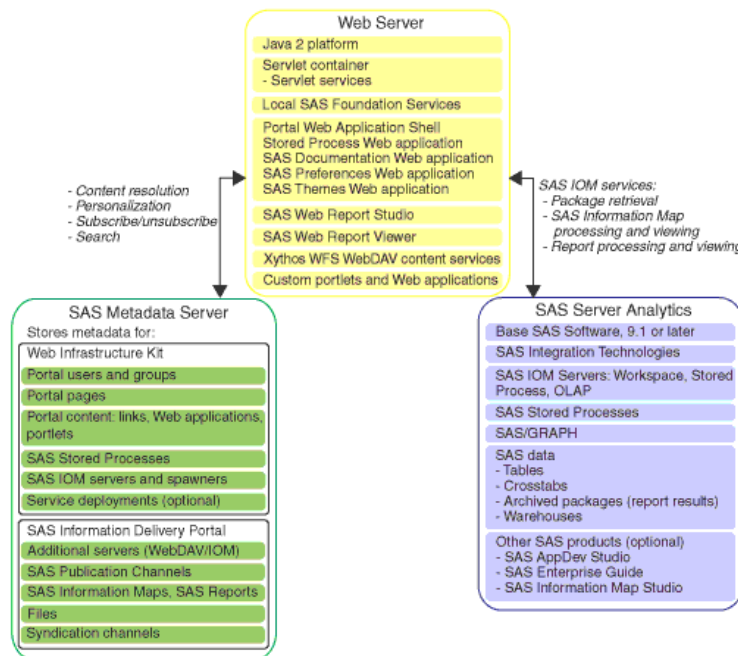 Web Server
Java 2 platform
Servlet container
- Servlet services
Local SAS Foundation Services
Portal Web Application Shell
Stored Process Web application
SAS Documentation Web application
SAS Preferences Web application
SAS Themes Web application
SAS Web Report Studio
SAS Web Report Viewer
Xythos WFS WebDAV content services
Custom portlets and Web applications
- Content resolution
- Personalization
- Subscribe/unsubscribe
- Search
SAS IOM services:
- Package retrieval
- SAS Information Map
processing and viewing
- Report processing and viewing
SAS Metadata Server
Stores metadata for:
Web Infrastructure Kit
Portal users and groups
Portal pages
Portal content: links, Web applications,
portlets
SAS Stored Processes
SAS IOM servers and spawners
Service deployments (optional)
SAS Information Delivery Portal
Additional servers (WebDAV/IOM)
SAS Publication Channels
SAS Information Maps, SAS Reports
Files
Syndication channels
SAS Server Analytics
Base SAS Software, 9.1 or later
SAS Integration Technologies
SAS IOM Servers: Workspace, Stored
Process, OLAP
SAS Stored Processes
SAS/GRAPH
SAS data
- Tables
- Crosstabs
- Archived packages (report results)
- Warehouses
Other SAS products (optional)
- SAS AppDev Studio
- SAS Enterprise Guide
- SAS Information Map Studio